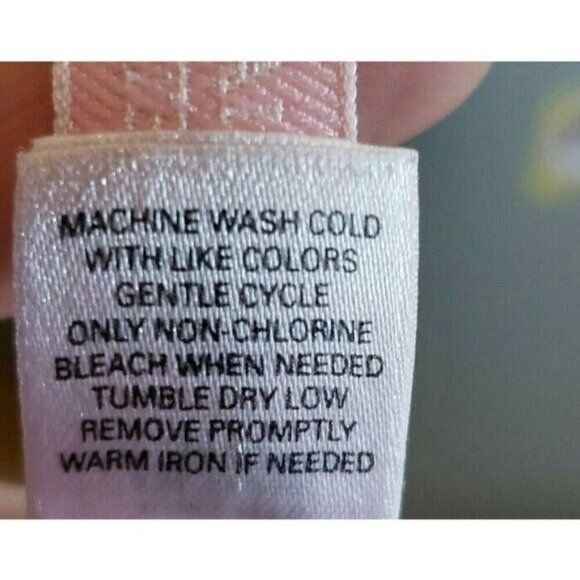 MACHINE WASH COLD
WITH LIKE COLORS
GENTLE CYCLE
ONLY NON-CHLORINE
BLEACH WHEN NEEDED
TUMBLE DRY LOW
REMOVE PROMPTLY
WARM IRON IF NEEDED